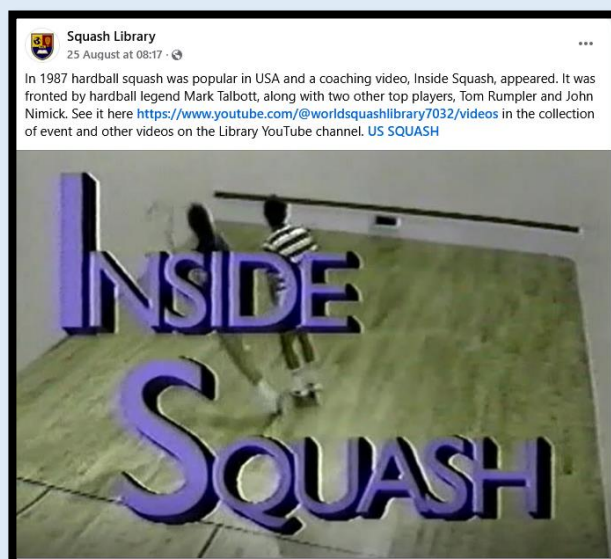 Squash Library
25 August at 08:17 ·
In 1987 hardball squash was popular in USA and a coaching video, Inside Squash, appeared. It was
fronted by hardball legend Mark Talbott, along with two other top players, Tom Rumpler and John
Nimick. See it here https://www.youtube.com/@worldsquashlibrary7032/videos in the collection
of event and other videos on the Library YouTube channel. US SQUASH
INSIDE
SQUASH